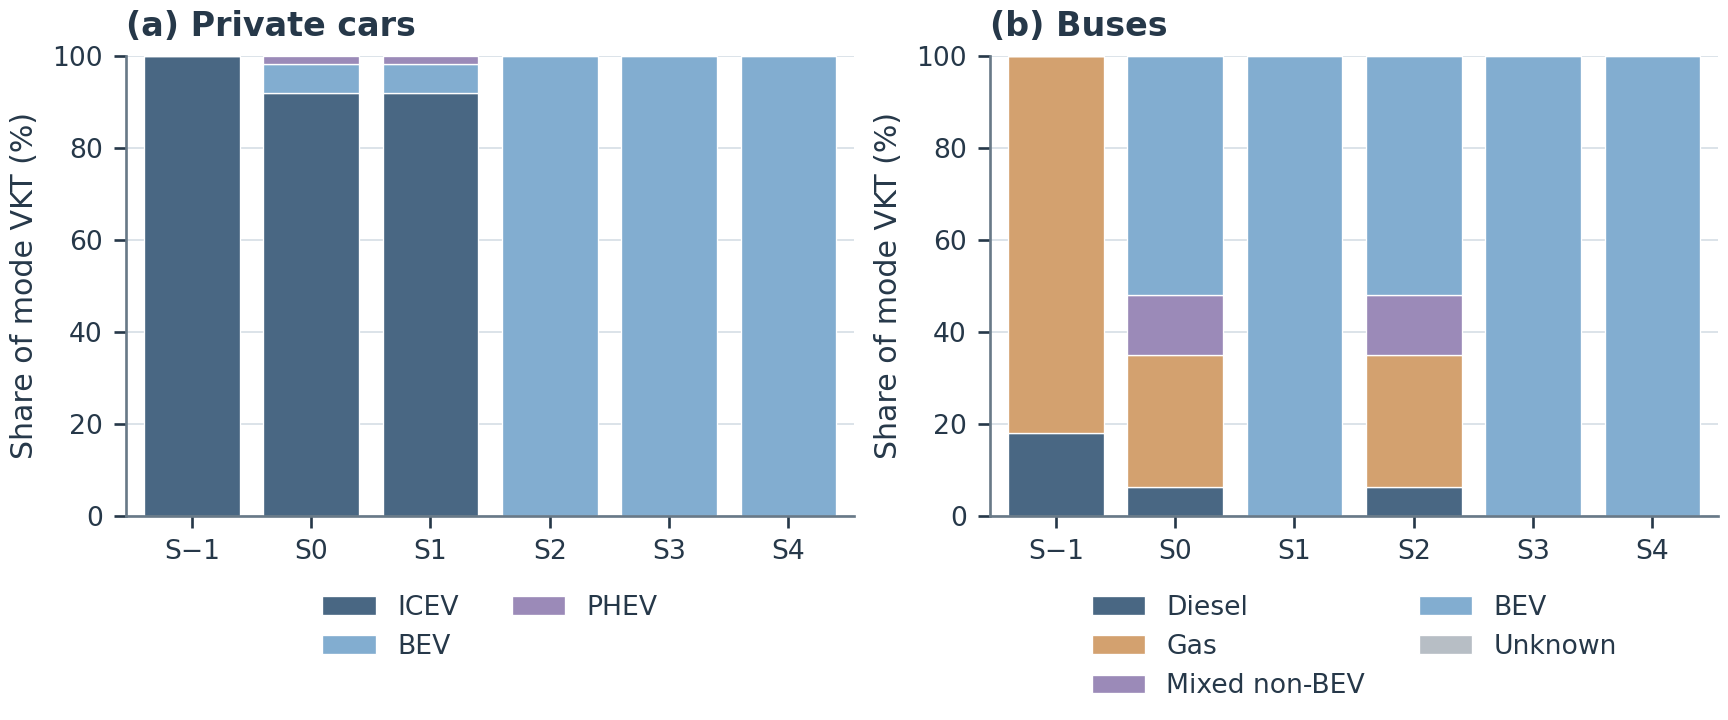 (a) Private cars
Share of mode VKT (%)
100
80
60
40
20
0
S−1 S0 S1 S2 S3 S4
ICEV PHEV
BEV
(b) Buses
Share of mode VKT (%)
100
80
60
40
20
0
S−1 S0 S1 S2 S3 S4
Diesel BEV
Gas Unknown
Mixed non-BEV